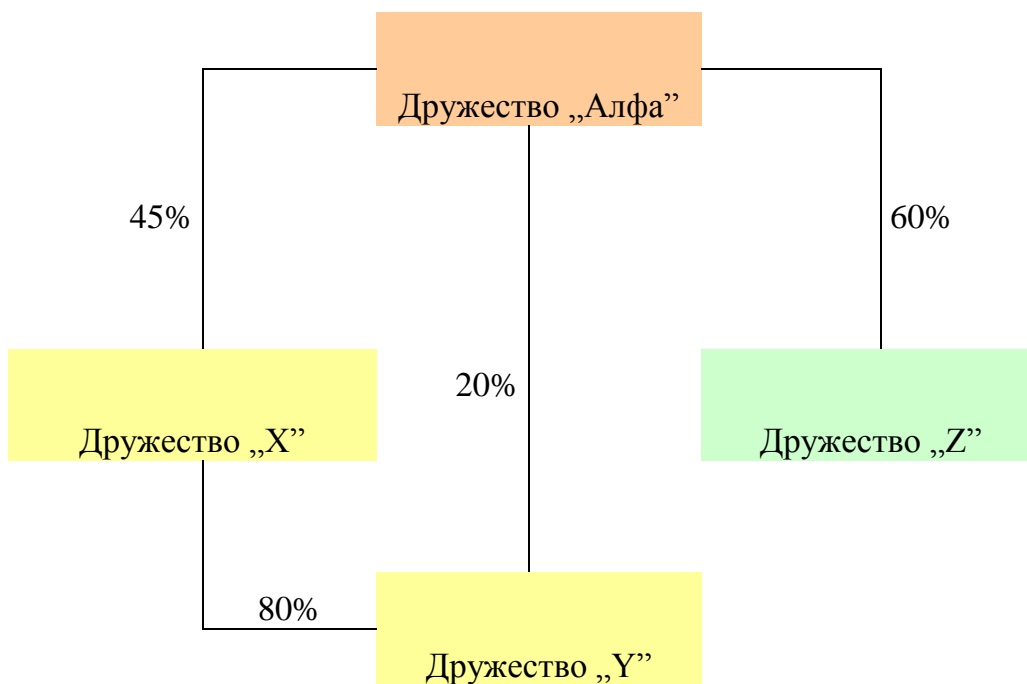 Дружество „Алфа”
45%
60%
20%
Дружество „X”
Дружество „Z”
80%
Дружество „Y”